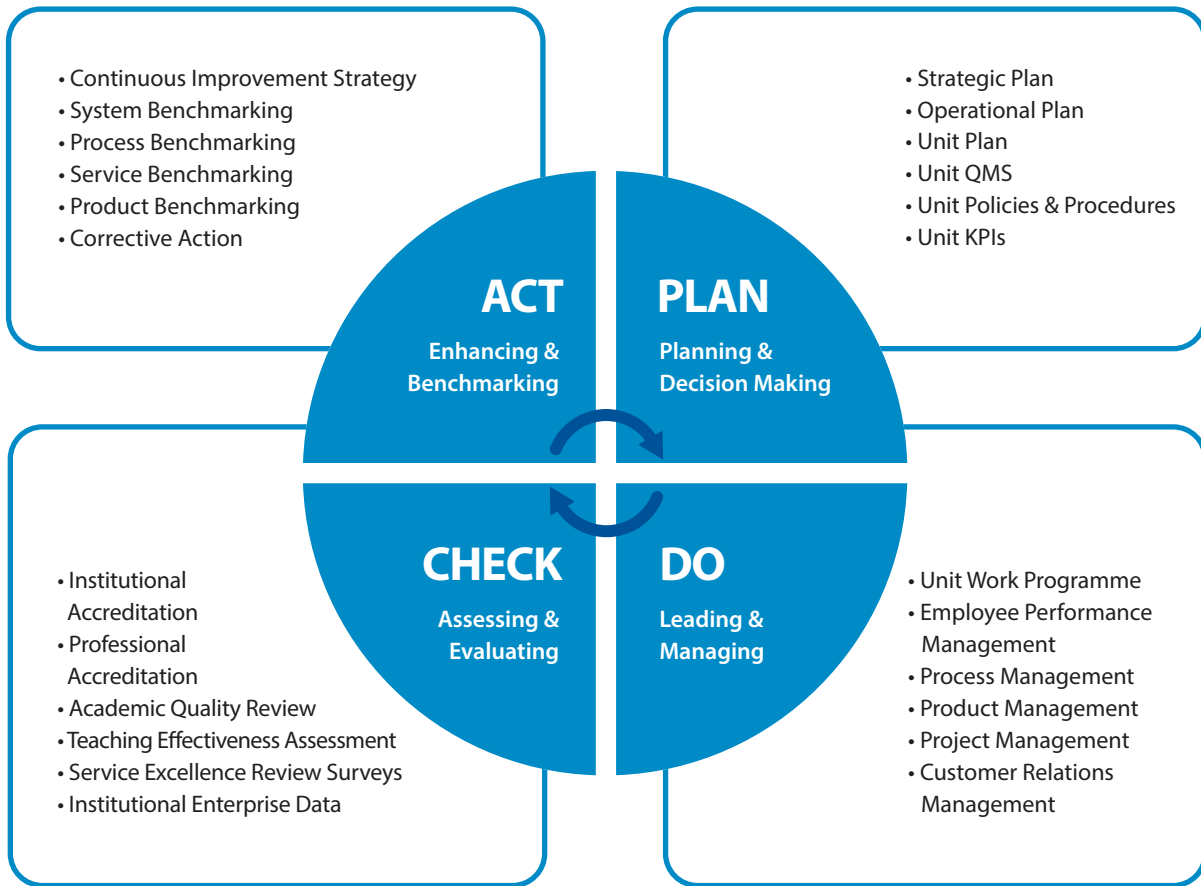 • Continuous Improvement Strategy
• System Benchmarking
• Process Benchmarking
• Service Benchmarking
• Product Benchmarking
• Corrective Action
• Strategic Plan
• Operational Plan
• Unit Plan
• Unit QMS
• Unit Policies & Procedures
• Unit KPIs
ACT
Enhancing &
Benchmarking
PLAN
Planning &
Decision Making
CHECK
Assessing &
Evaluating
DO
Leading &
Managing
• Institutional
Accreditation
• Professional
Accreditation
• Academic Quality Review
• Teaching Effectiveness Assessment
• Service Excellence Review Surveys
• Institutional Enterprise Data
• Unit Work Programme
• Employee Performance
Management
• Process Management
• Product Management
• Project Management
• Customer Relations
Management